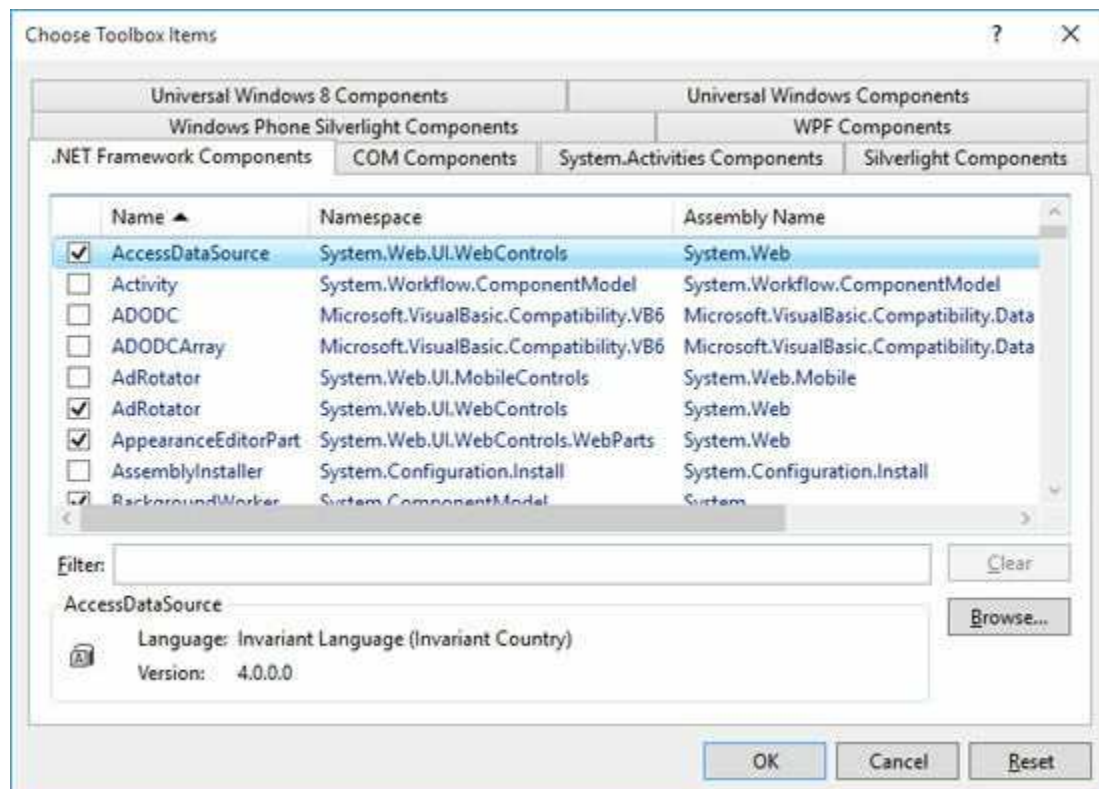 Choose Toolbox Items ? X
Universal Windows 8 Components Universal Windows Components
Windows Phone Silverlight Components WPF Components
.NET Framework Components COM Components System.Activities Components Silverlight Components
Name Namespace Assembly Name
AccessDataSource System.Web.UI.WebControls System.Web
Activity System.Workflow.ComponentModel System.Workflow.ComponentModel
ADODC Microsoft.VisualBasic.Compatibility.VB6 Microsoft.VisualBasic.Compatibility.Data
ADODCArray Microsoft.VisualBasic.Compatibility.VB6 Microsoft.VisualBasic.Compatibility.Data
AdRotator System.Web.UI.MobileControls System.Web.Mobile
AdRotator System.Web.UI.WebControls System.Web
AppearanceEditorPart System.Web.UI.WebControls.WebParts System.Web
AssemblyInstaller System.Configuration.Install System.Configuration.Install
BackgroundWorker System.ComponentModel System
Filter: Clear
AccessDataSource
Browse...
Language: Invariant Language (Invariant Country)
Version: 4.0.0.0
OK Cancel Reset